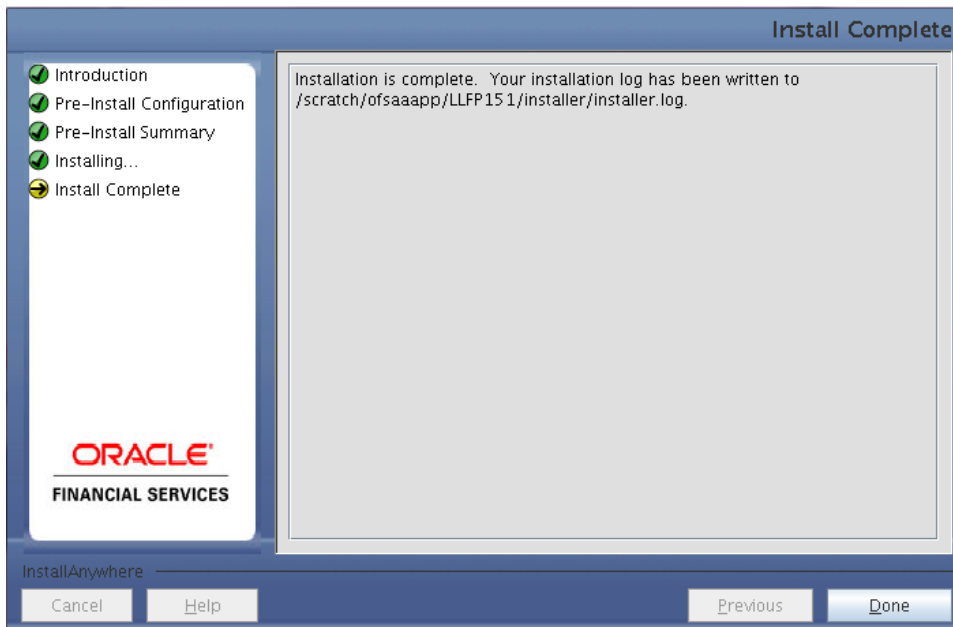 Install Complete
Introduction
Pre-Install Configuration
Pre-Install Summary
Installing...
Install Complete
Installation is complete. Your installation log has been written to
/scratch/ofsaaapp/LLFP151/installer/installer.log.
ORACLE®
FINANCIAL SERVICES
InstallAnywhere
Cancel
Help
Previous
Done